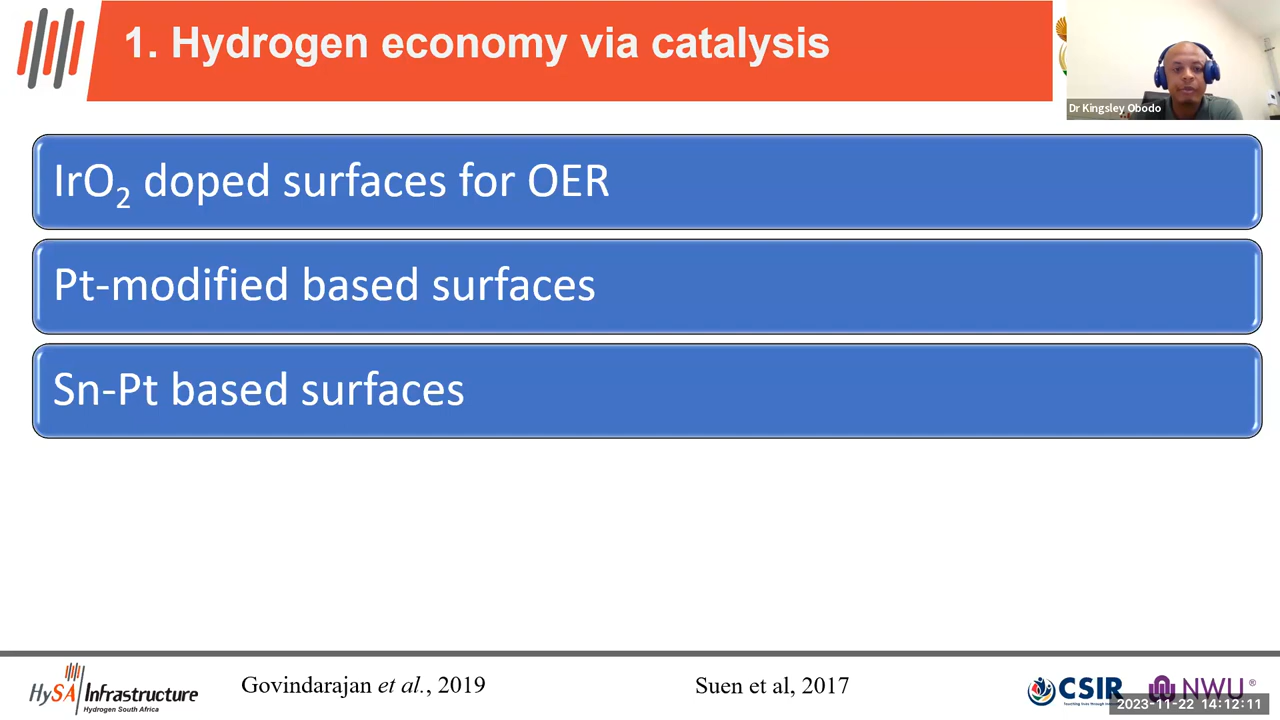 1. Hydrogen economy via catalysis
Dr Kingsley Obodo
IrO₂ doped surfaces for OER
Pt-modified based surfaces
Sn-Pt based surfaces
HySA Infrastructure
Hydrogen South Africa
Govindarajan et al., 2019
Suen et al, 2017
CSIR
NWU®
2023-11-22 14:12:11